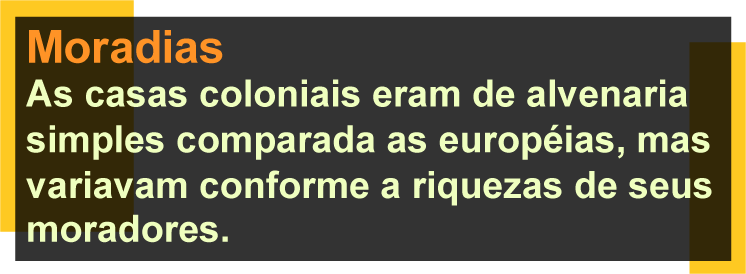 Moradias
As casas coloniais eram de alvenaria
simples comparada as européias, mas
variavam conforme a riquezas de seus
moradores.